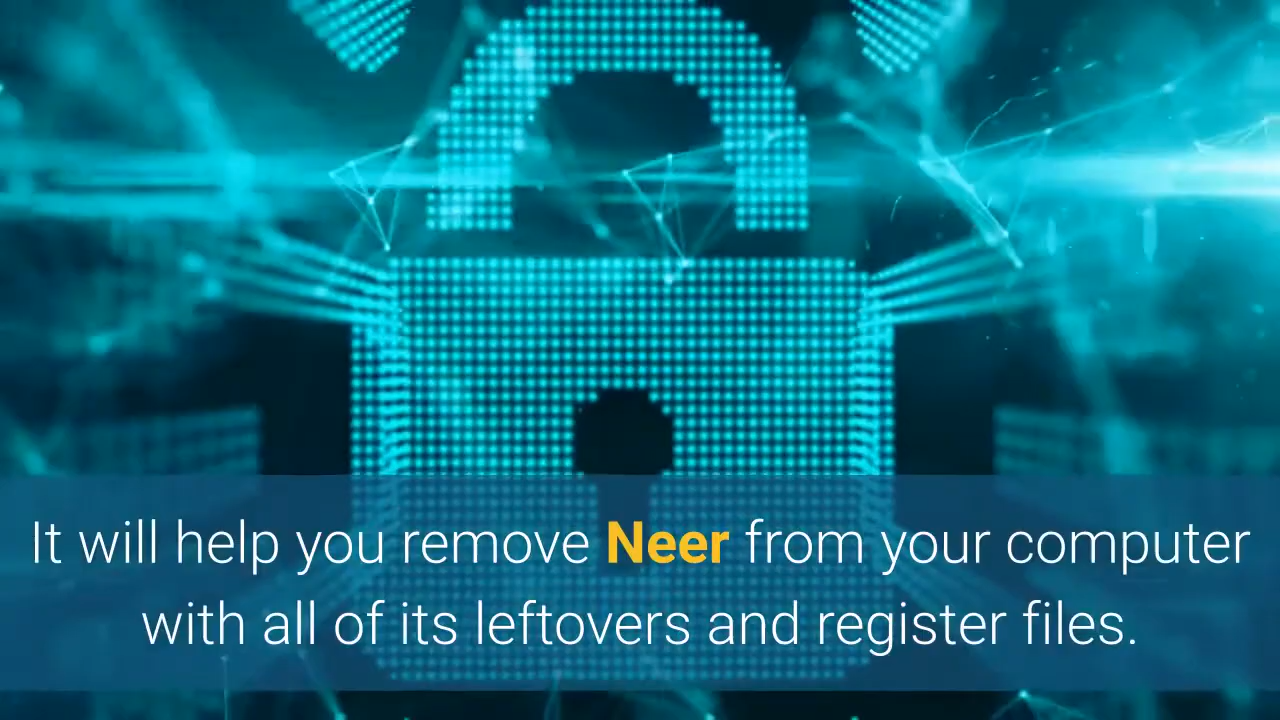 It will help you remove Neer from your computer
with all of its leftovers and register files.